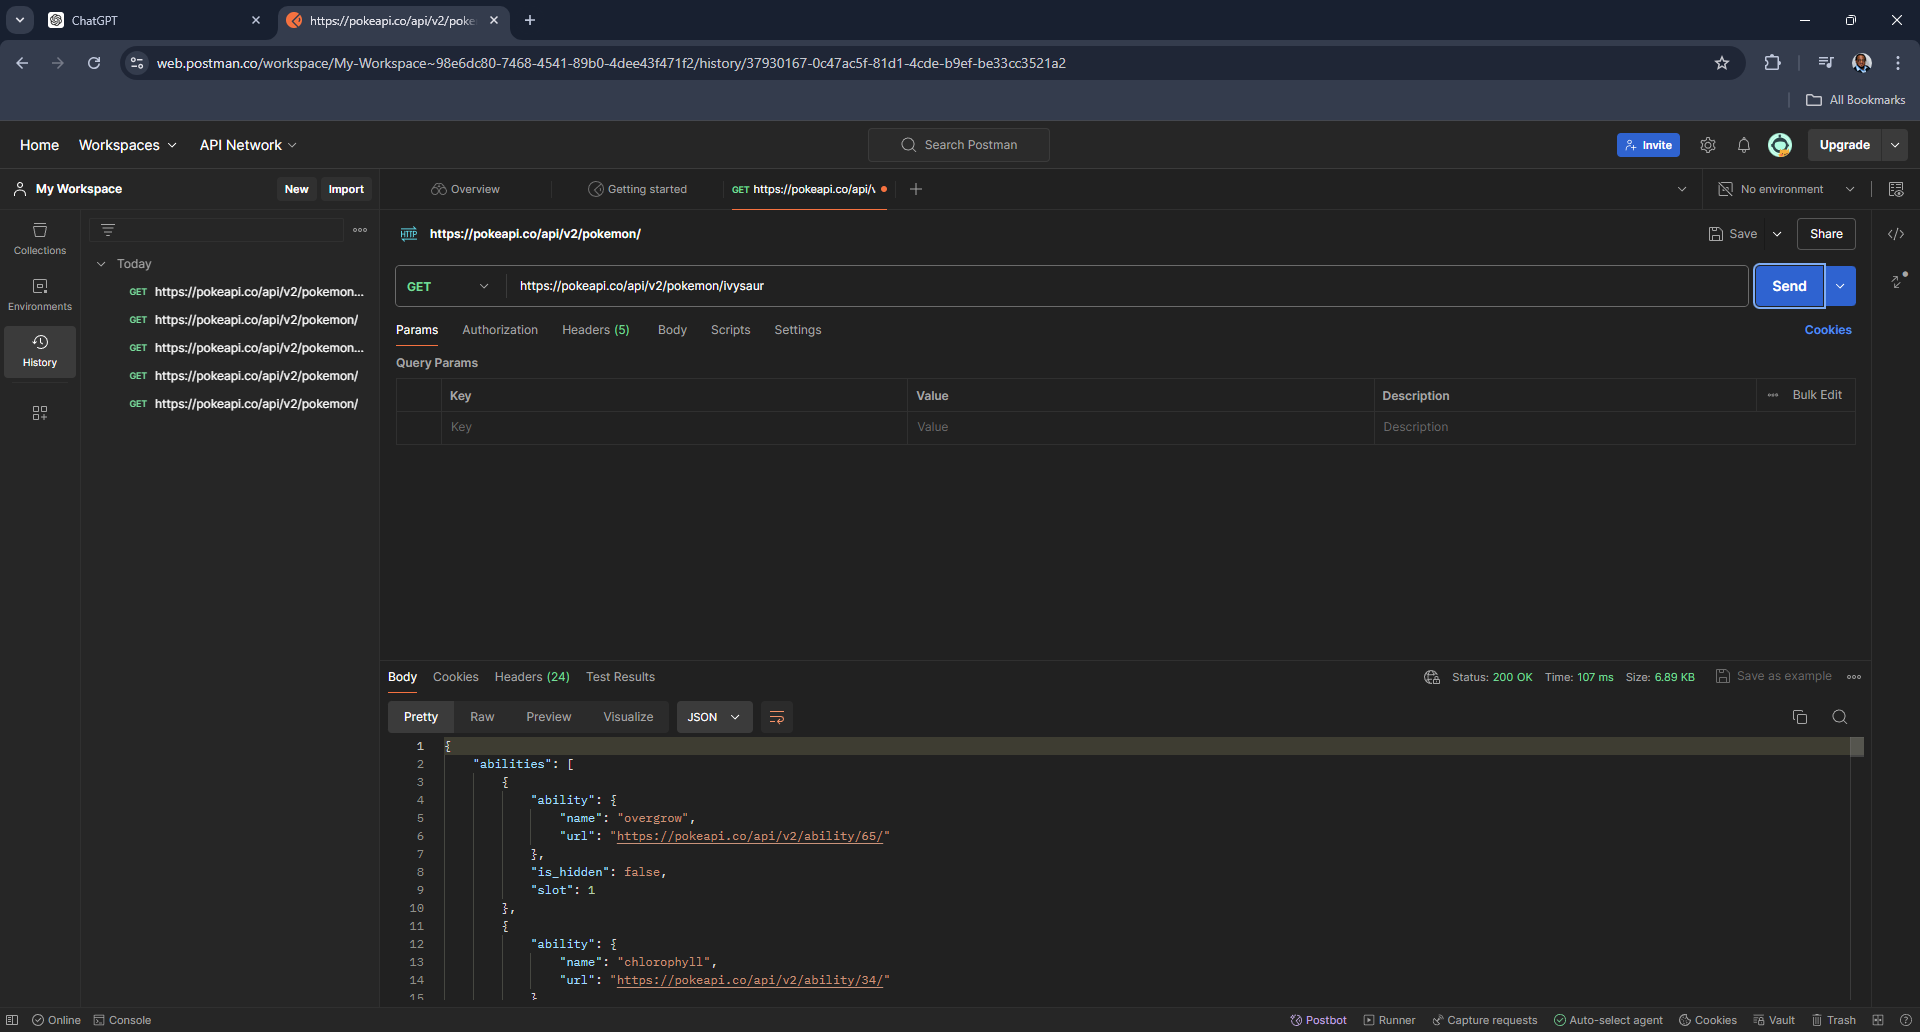 ChatGPT
https://pokeapi.co/api/v2/poke
web.postman.co/workspace/My-Workspace~98e6dc80-7468-4541-89b0-4dee43f471f2/history/37930167-0c47ac5f-81d1-4cde-b9ef-be33cc3521a2
All Bookmarks
Home Workspaces API Network Search Postman Invite Upgrade
My Workspace New Import Overview Getting started GET https://pokeapi.co/api/v No environment
Collections
Environments
History
Today
GET https://pokeapi.co/api/v2/pokemon...
GET https://pokeapi.co/api/v2/pokemon/
GET https://pokeapi.co/api/v2/pokemon...
GET https://pokeapi.co/api/v2/pokemon/
GET https://pokeapi.co/api/v2/pokemon/
HTTP https://pokeapi.co/api/v2/pokemon/ Save Share
GET https://pokeapi.co/api/v2/pokemon/ivysaur Send
Params Authorization Headers (5) Body Scripts Settings Cookies
Query Params
Key Value Description Bulk Edit
Key Value Description
Body Cookies Headers (24) Test Results Status: 200 OK Time: 107 ms Size: 6.89 KB Save as example
Pretty Raw Preview Visualize JSON
1 {
2 "abilities": [
3 {
4 "ability": {
5 "name": "overgrow",
6 "url": "https://pokeapi.co/api/v2/ability/65/"
7 },
8 "is_hidden": false,
9 "slot": 1
10 },
11 {
12 "ability": {
13 "name": "chlorophyll",
14 "url": "https://pokeapi.co/api/v2/ability/34/"
15 }
Online Console Postbot Runner Capture requests Auto-select agent Cookies Vault Trash